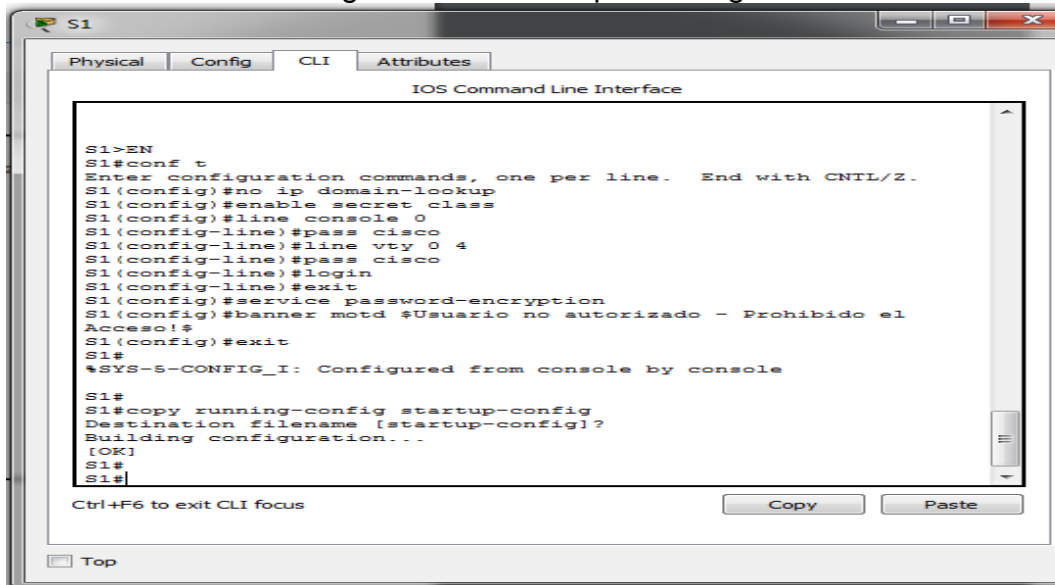 S1
Physical Config CLI Attributes
IOS Command Line Interface
S1>EN
S1#conf t
Enter configuration commands, one per line. End with CNTL/Z.
S1(config)#no ip domain-lookup
S1(config)#enable secret class
S1(config)#line console 0
S1(config-line)#pass cisco
S1(config-line)#line vty 0 4
S1(config-line)#pass cisco
S1(config-line)#login
S1(config-line)#exit
S1(config)#service password-encryption
S1(config)#banner motd $Usuario no autorizado - Prohibido el
Acceso!$
S1(config)#exit
S1#
%SYS-5-CONFIG_I: Configured from console by console
S1#
S1#copy running-config startup-config
Destination filename [startup-config]?
Building configuration...
[OK]
S1#
S1#
Ctrl+F6 to exit CLI focus Copy Paste
Top